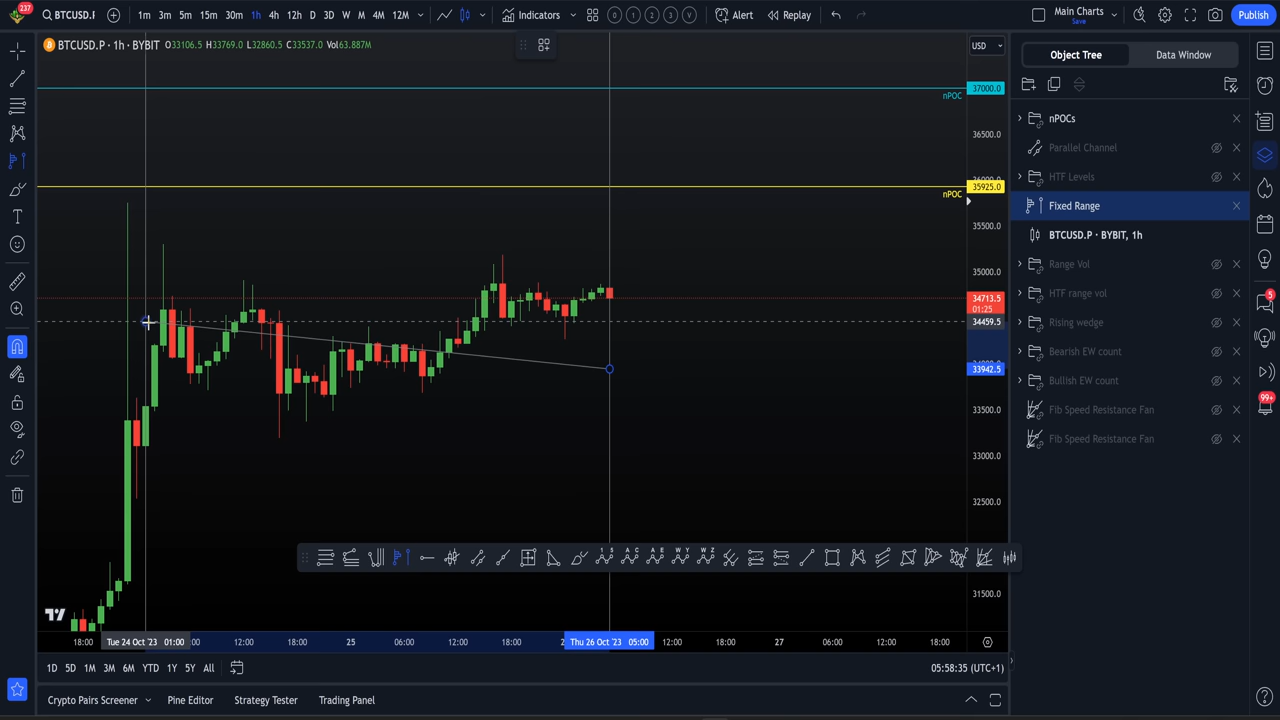 237
BTCUSD.P
1m 3m 5m 15m 30m 1h 4h 12h D 3D W M 4M 12M
Indicators
0 1 2 3 V
Alert
Replay
Main Charts
Save
Publish
BTCUSD.P · 1h · BYBIT O33106.5 H33769.0 L32860.5 C33537.0 Vol63.887M
USD
Object Tree
Data Window
37000.0
nPOC
36500.0
35925.0
nPOC
35500.0
35000.0
34713.5
01:25
34459.5
33942.5
33500.0
33000.0
32500.0
31500.0
nPOCs
Parallel Channel
HTF Levels
Fixed Range
BTCUSD.P · BYBIT, 1h
Range Vol
HTF range vol
Rising wedge
Bearish EW count
Bullish EW count
Fib Speed Resistance Fan
Fib Speed Resistance Fan
5
99+
18:00 Tue 24 Oct '23 01:00 12:00 18:00 25 06:00 12:00 18:00 Thu 26 Oct '23 05:00 12:00 18:00 27 06:00 12:00 18:00
1D 5D 1M 3M 6M YTD 1Y 5Y All
05:58:35 (UTC+1)
Crypto Pairs Screener
Pine Editor
Strategy Tester
Trading Panel